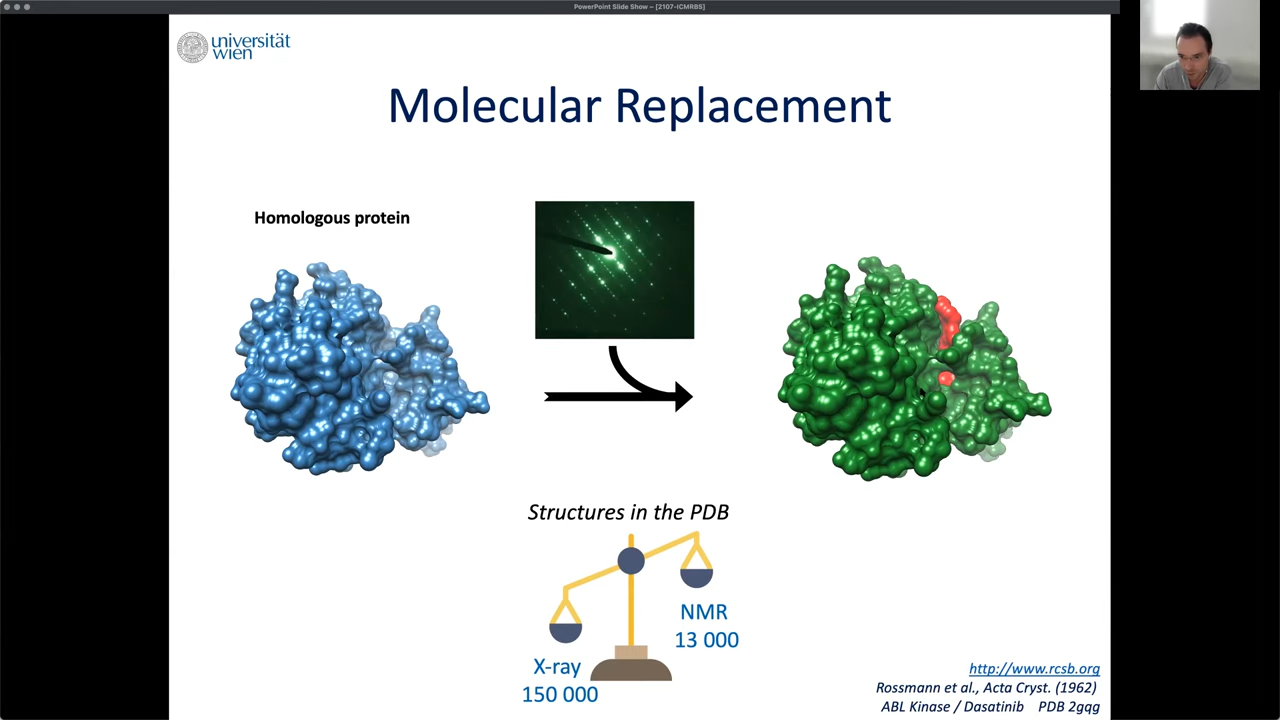 PowerPoint Slide Show – [2107-ICMRBS]
universität
wien
Molecular Replacement
Homologous protein
Structures in the PDB
NMR
13 000
X-ray
150 000
http://www.rcsb.org
Rossmann et al., Acta Cryst. (1962)
ABL Kinase / Dasatinib PDB 2gqg